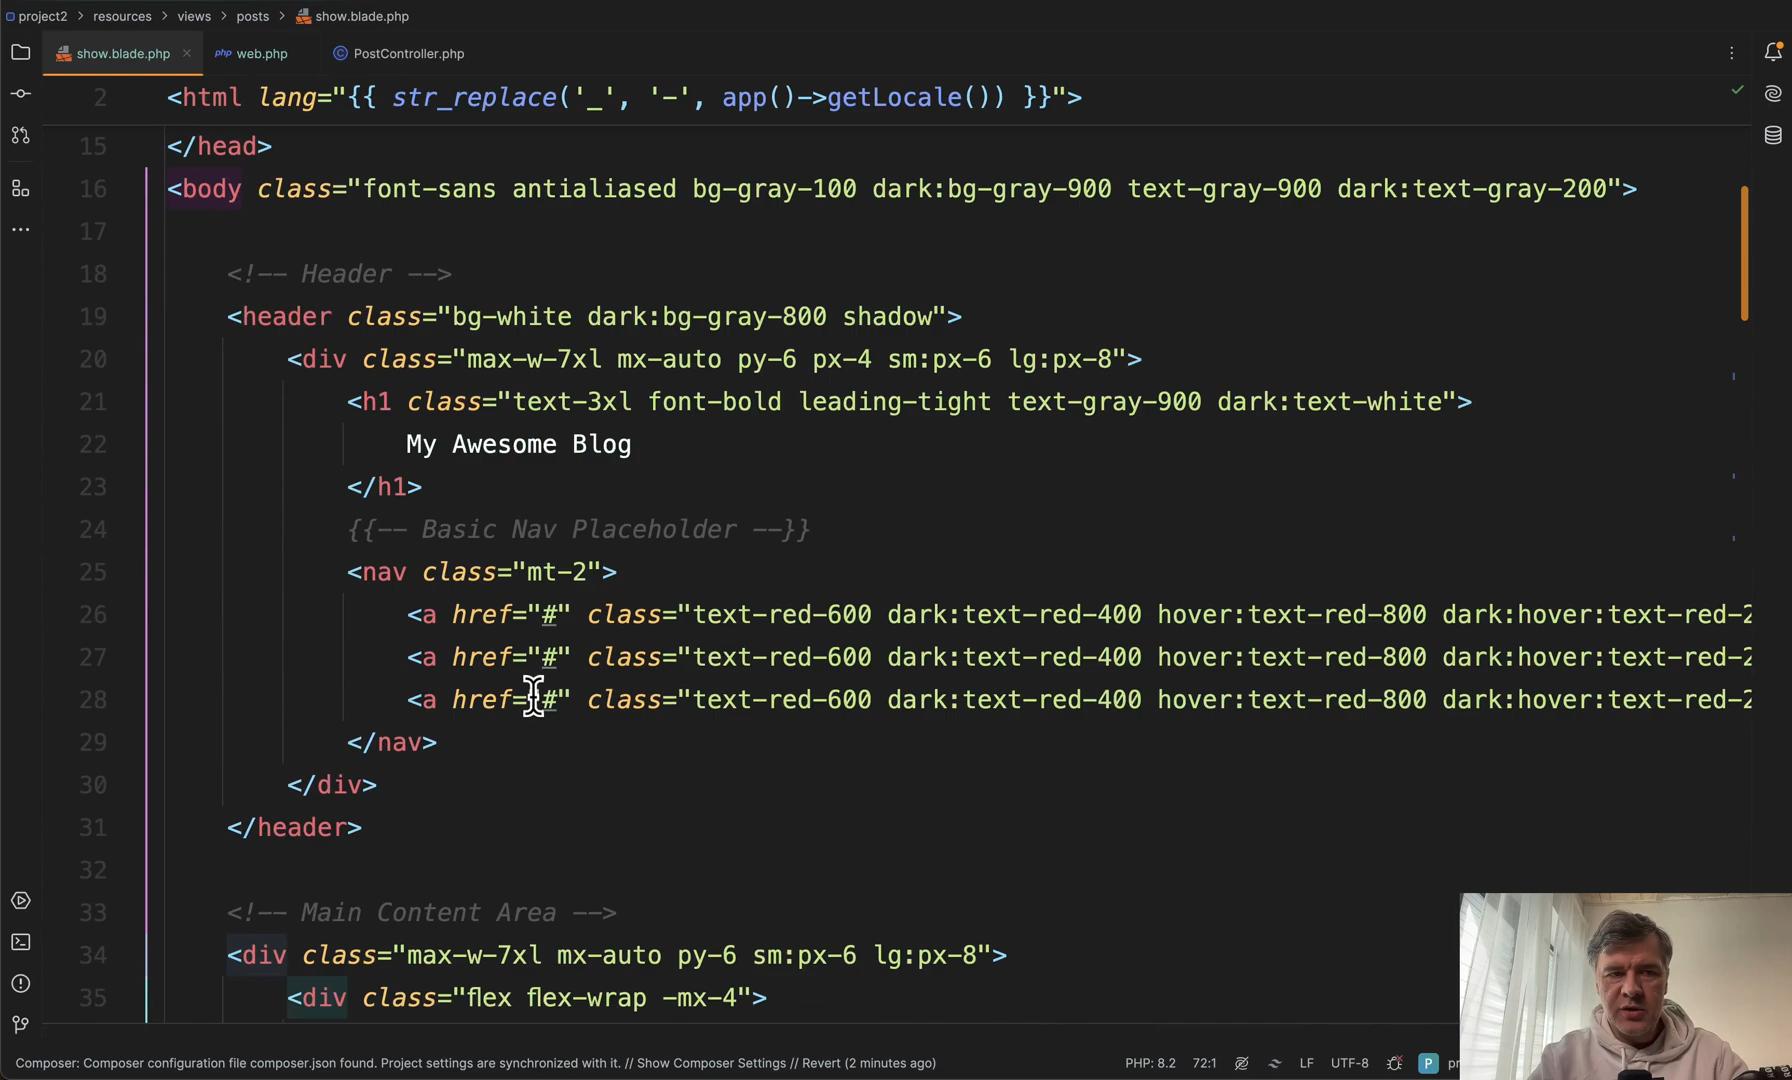 project2 > resources > views > posts > show.blade.php
show.blade.php × php web.php C PostController.php
2 <html lang="{{ str_replace('_', '-', app()->getLocale()) }}">
15 </head>
16 <body class="font-sans antialiased bg-gray-100 dark:bg-gray-900 text-gray-900 dark:text-gray-200">
17
18 <!-- Header -->
19 <header class="bg-white dark:bg-gray-800 shadow">
20 <div class="max-w-7xl mx-auto py-6 px-4 sm:px-6 lg:px-8">
21 <h1 class="text-3xl font-bold leading-tight text-gray-900 dark:text-white">
22 My Awesome Blog
23 </h1>
24 {{-- Basic Nav Placeholder --}}
25 <nav class="mt-2">
26 <a href="#" class="text-red-600 dark:text-red-400 hover:text-red-800 dark:hover:text-red-2
27 <a href="#" class="text-red-600 dark:text-red-400 hover:text-red-800 dark:hover:text-red-2
28 <a href="#" class="text-red-600 dark:text-red-400 hover:text-red-800 dark:hover:text-red-2
29 </nav>
30 </div>
31 </header>
32
33 <!-- Main Content Area -->
34 <div class="max-w-7xl mx-auto py-6 sm:px-6 lg:px-8">
35 <div class="flex flex-wrap -mx-4">
Composer: Composer configuration file composer.json found. Project settings are synchronized with it. // Show Composer Settings // Revert (2 minutes ago) PHP: 8.2 72:1 LF UTF-8 P